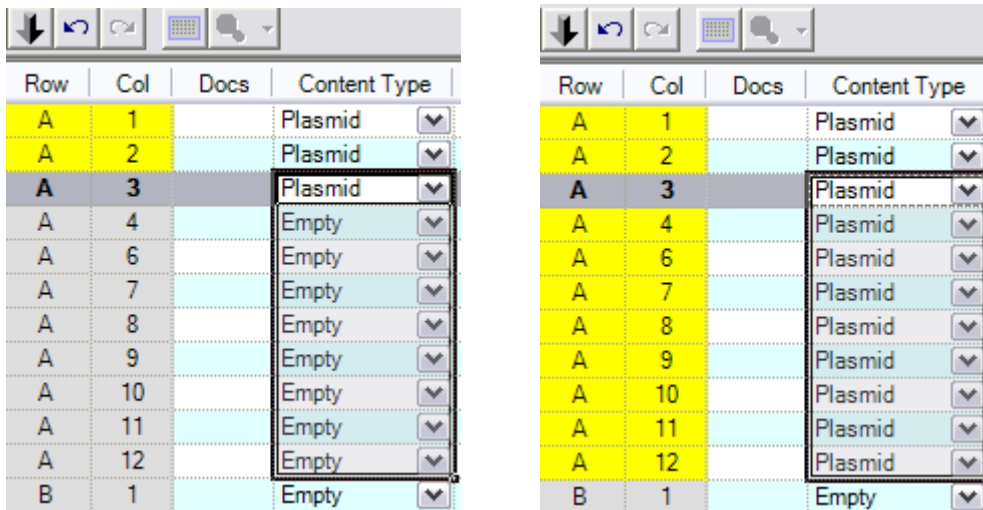 Row Col Docs Content Type
A 1 Plasmid
A 2 Plasmid
A 3 Plasmid
A 4 Empty
A 6 Empty
A 7 Empty
A 8 Empty
A 9 Empty
A 10 Empty
A 11 Empty
A 12 Empty
B 1 Empty
Row Col Docs Content Type
A 1 Plasmid
A 2 Plasmid
A 3 Plasmid
A 4 Plasmid
A 6 Plasmid
A 7 Plasmid
A 8 Plasmid
A 9 Plasmid
A 10 Plasmid
A 11 Plasmid
A 12 Plasmid
B 1 Empty